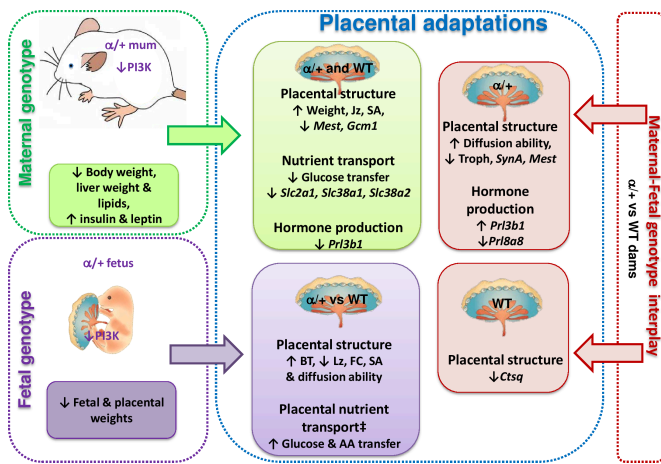 Placental adaptations
Maternal genotype
α/+ mum
↓PI3K
↓ Body weight,
liver weight &
lipids,
↑ insulin & leptin
Fetal genotype
α/+ fetus
↓PI3K
↓ Fetal & placental
weights
α/+ and WT
Placental structure
↑ Weight, Jz, SA,
↓ Mest, Gcm1
Nutrient transport
↓ Glucose transfer
↓ Slc2a1, Slc38a1, Slc38a2
Hormone production
↓ Prl3b1
α/+
Placental structure
↑ Diffusion ability,
↓ Troph, SynA, Mest
Hormone
production
↑ Prl3b1
↓Prl8a8
α/+ vs WT
Placental structure
↑ BT, ↓ Lz, FC, SA
& diffusion ability
Placental nutrient
transport‡
↑ Glucose & AA transfer
WT
Placental structure
↓Ctsq
Maternal-Fetal genotype interplay
α/+ vs WT dams